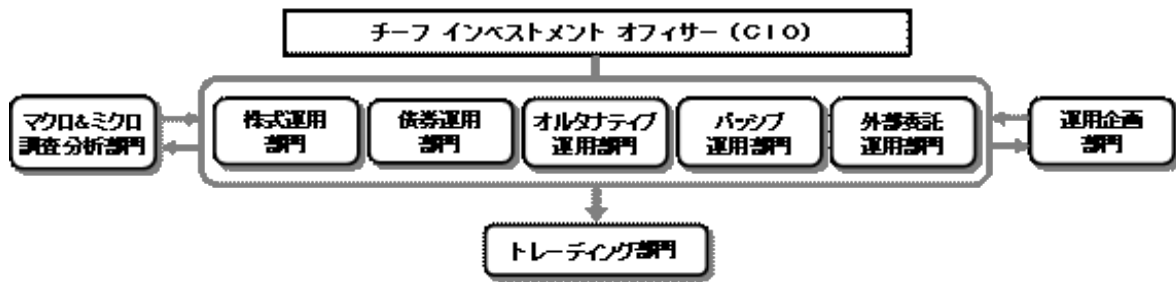 チーフ インベストメント オフィサー（CIO）
マクロ&ミクロ
調査分析部門
株式運用
部門
債券運用
部門
オルタナティブ
運用部門
パッシブ
運用部門
外部委託
運用部門
運用企画
部門
トレーディング部門